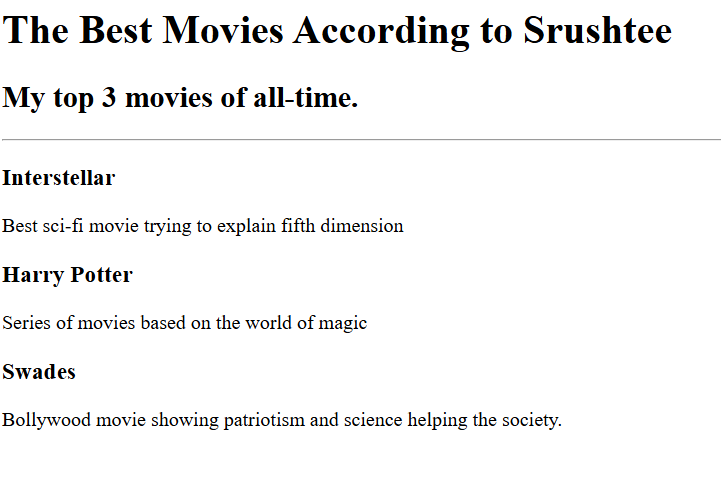 The Best Movies According to Srushtee
My top 3 movies of all-time.
Interstellar
Best sci-fi movie trying to explain fifth dimension
Harry Potter
Series of movies based on the world of magic
Swades
Bollywood movie showing patriotism and science helping the society.